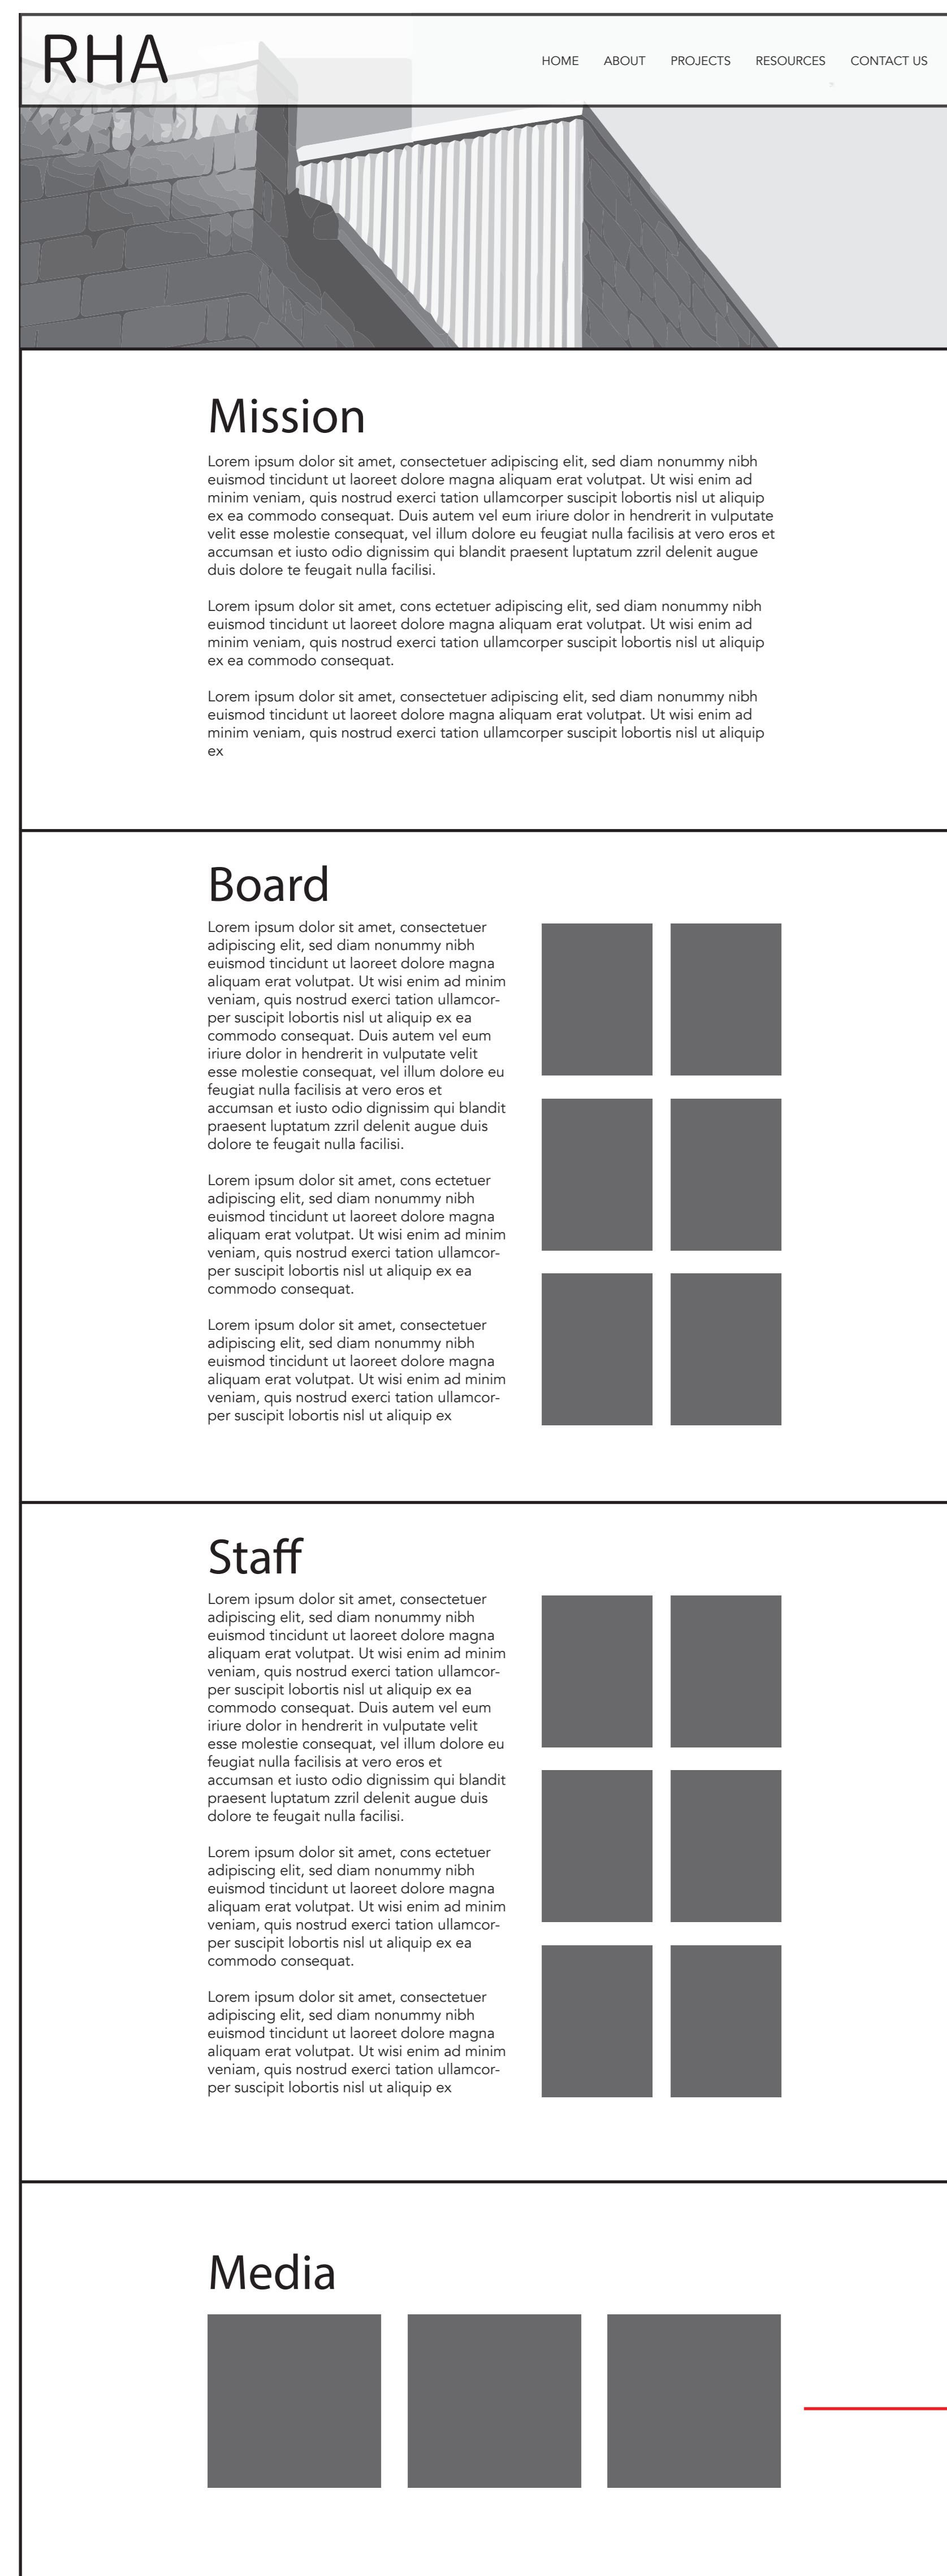 RHA
HOME ABOUT PROJECTS RESOURCES CONTACT US
Mission
Lorem ipsum dolor sit amet, consectetuer adipiscing elit, sed diam nonummy nibh
euismod tincidunt ut laoreet dolore magna aliquam erat volutpat. Ut wisi enim ad
minim veniam, quis nostrud exerci tation ullamcorper suscipit lobortis nisl ut aliquip
ex ea commodo consequat. Duis autem vel eum iriure dolor in hendrerit in vulputate
velit esse molestie consequat, vel illum dolore eu feugiat nulla facilisis at vero eros et
accumsan et iusto odio dignissim qui blandit praesent luptatum zzril delenit augue
duis dolore te feugait nulla facilisi.
Lorem ipsum dolor sit amet, cons ectetuer adipiscing elit, sed diam nonummy nibh
euismod tincidunt ut laoreet dolore magna aliquam erat volutpat. Ut wisi enim ad
minim veniam, quis nostrud exerci tation ullamcorper suscipit lobortis nisl ut aliquip
ex ea commodo consequat.
Lorem ipsum dolor sit amet, consectetuer adipiscing elit, sed diam nonummy nibh
euismod tincidunt ut laoreet dolore magna aliquam erat volutpat. Ut wisi enim ad
minim veniam, quis nostrud exerci tation ullamcorper suscipit lobortis nisl ut aliquip
ex
Board
Lorem ipsum dolor sit amet, consectetuer
adipiscing elit, sed diam nonummy nibh
euismod tincidunt ut laoreet dolore magna
aliquam erat volutpat. Ut wisi enim ad minim
veniam, quis nostrud exerci tation ullamcor-
per suscipit lobortis nisl ut aliquip ex ea
commodo consequat. Duis autem vel eum
iriure dolor in hendrerit in vulputate velit
esse molestie consequat, vel illum dolore eu
feugiat nulla facilisis at vero eros et
accumsan et iusto odio dignissim qui blandit
praesent luptatum zzril delenit augue duis
dolore te feugait nulla facilisi.
Lorem ipsum dolor sit amet, cons ectetuer
adipiscing elit, sed diam nonummy nibh
euismod tincidunt ut laoreet dolore magna
aliquam erat volutpat. Ut wisi enim ad minim
veniam, quis nostrud exerci tation ullamcor-
per suscipit lobortis nisl ut aliquip ex ea
commodo consequat.
Lorem ipsum dolor sit amet, consectetuer
adipiscing elit, sed diam nonummy nibh
euismod tincidunt ut laoreet dolore magna
aliquam erat volutpat. Ut wisi enim ad minim
veniam, quis nostrud exerci tation ullamcor-
per suscipit lobortis nisl ut aliquip ex
Staff
Lorem ipsum dolor sit amet, consectetuer
adipiscing elit, sed diam nonummy nibh
euismod tincidunt ut laoreet dolore magna
aliquam erat volutpat. Ut wisi enim ad minim
veniam, quis nostrud exerci tation ullamcor-
per suscipit lobortis nisl ut aliquip ex ea
commodo consequat. Duis autem vel eum
iriure dolor in hendrerit in vulputate velit
esse molestie consequat, vel illum dolore eu
feugiat nulla facilisis at vero eros et
accumsan et iusto odio dignissim qui blandit
praesent luptatum zzril delenit augue duis
dolore te feugait nulla facilisi.
Lorem ipsum dolor sit amet, cons ectetuer
adipiscing elit, sed diam nonummy nibh
euismod tincidunt ut laoreet dolore magna
aliquam erat volutpat. Ut wisi enim ad minim
veniam, quis nostrud exerci tation ullamcor-
per suscipit lobortis nisl ut aliquip ex ea
commodo consequat.
Lorem ipsum dolor sit amet, consectetuer
adipiscing elit, sed diam nonummy nibh
euismod tincidunt ut laoreet dolore magna
aliquam erat volutpat. Ut wisi enim ad minim
veniam, quis nostrud exerci tation ullamcor-
per suscipit lobortis nisl ut aliquip ex
Media